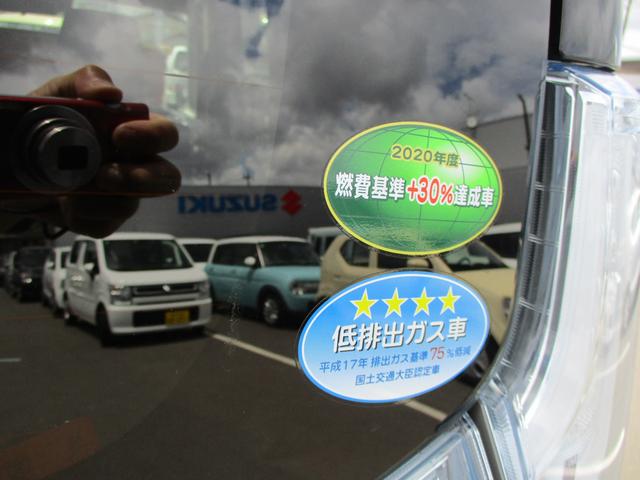 2020年度
燃費基準+30%達成車
SUZUKI
★★★★
低排出ガス車
平成17年 排出ガス基準75%低減
国土交通大臣認定車